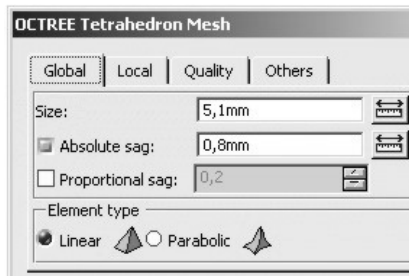 OCTREE Tetrahedron Mesh
Global Local Quality Others
Size: 5,1mm
Absolute sag: 0,8mm
Proportional sag: 0,2
Element type
Linear Parabolic